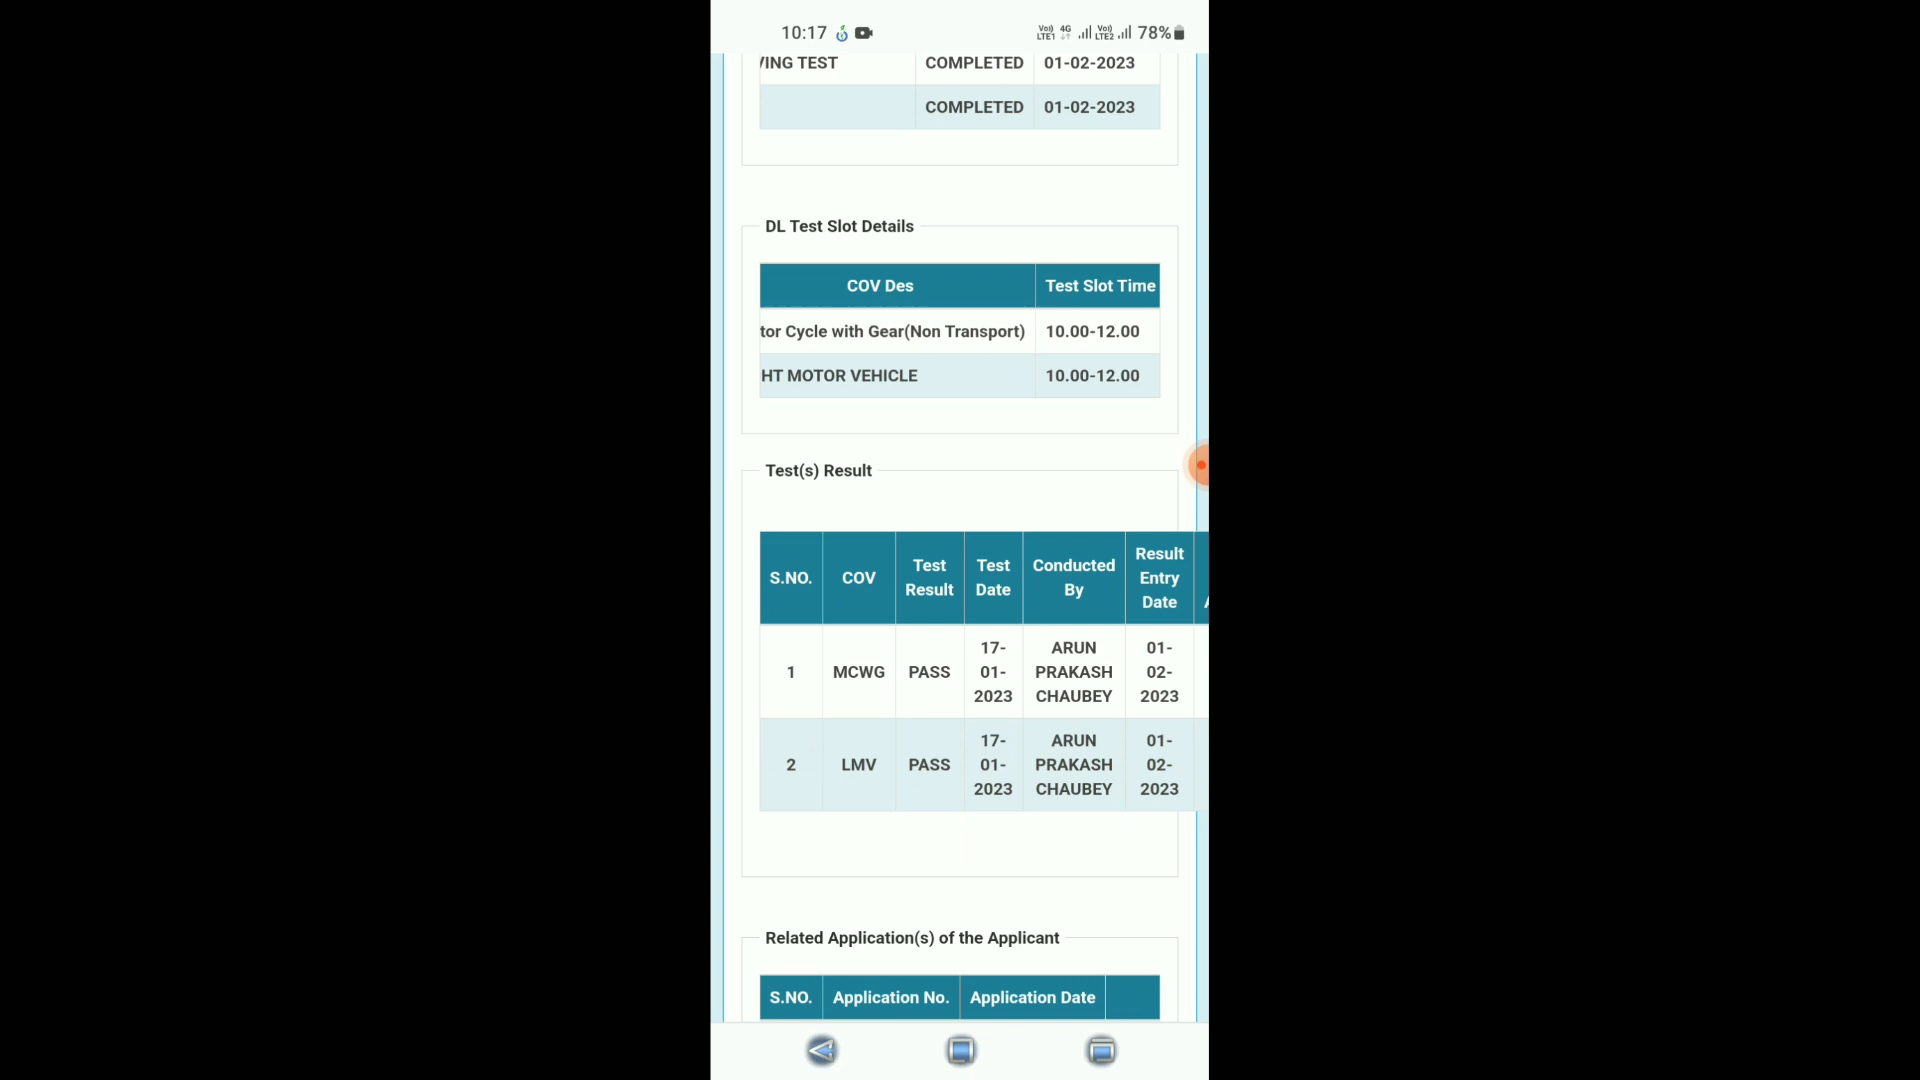 10:17 78%
VING TEST COMPLETED 01-02-2023
COMPLETED 01-02-2023
DL Test Slot Details
COV Des Test Slot Time
tor Cycle with Gear(Non Transport) 10.00-12.00
HT MOTOR VEHICLE 10.00-12.00
Test(s) Result
S.NO. COV Test Result Test Date Conducted By Result Entry Date
1 MCWG PASS 17-01-2023 ARUN PRAKASH CHAUBEY 01-02-2023
2 LMV PASS 17-01-2023 ARUN PRAKASH CHAUBEY 01-02-2023
Related Application(s) of the Applicant
S.NO. Application No. Application Date